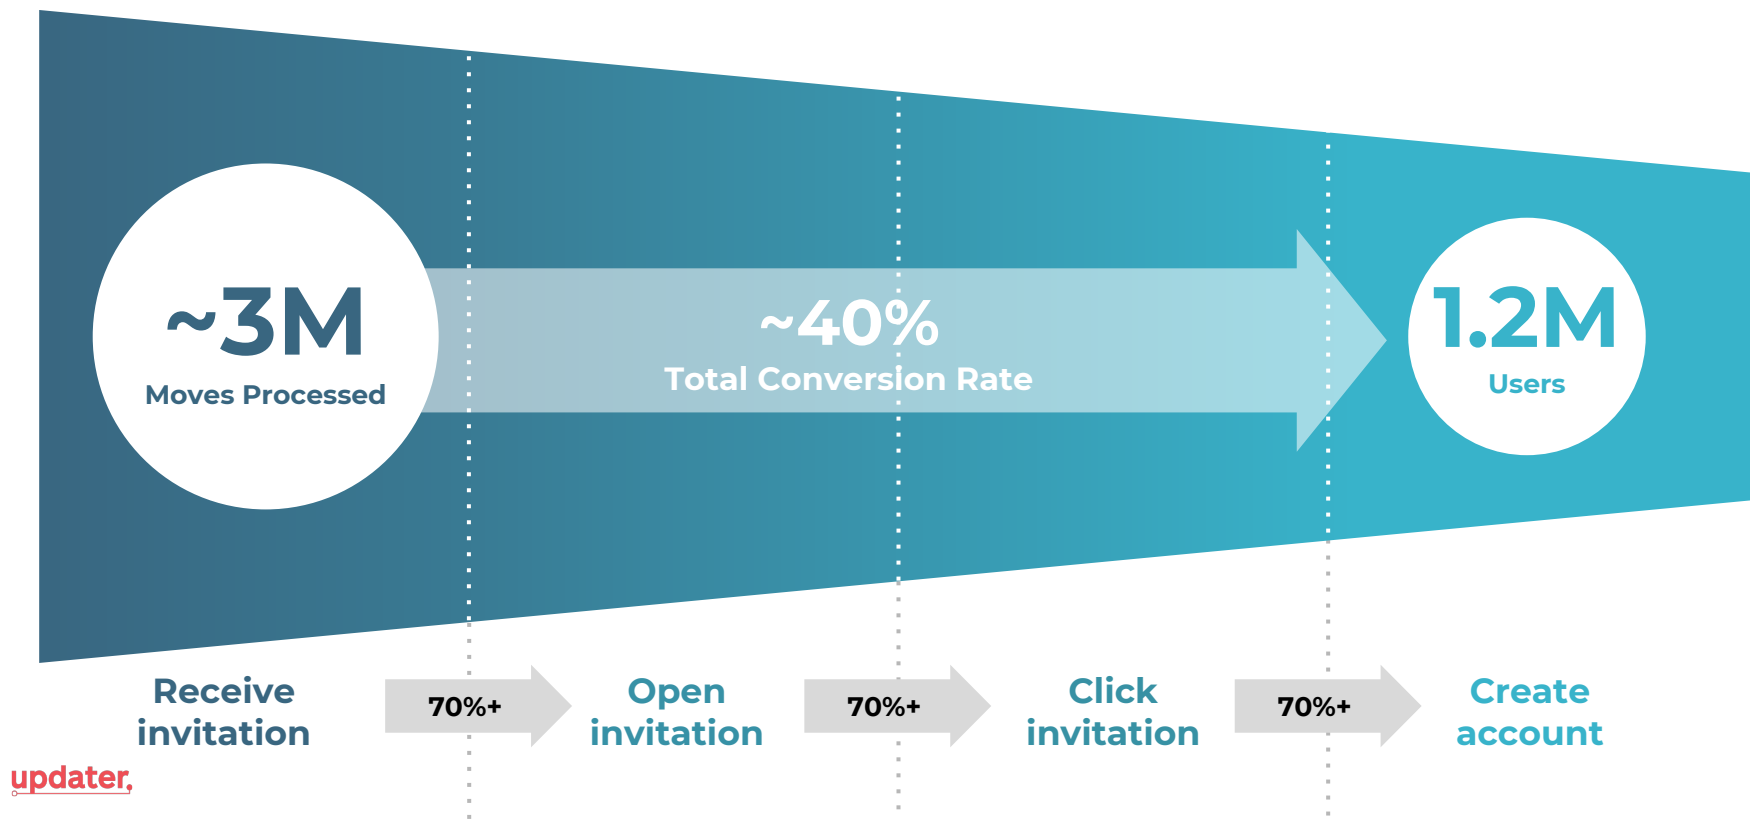 ~3M
Moves Processed
~40%
Total Conversion Rate
1.2M
Users
Receive
invitation
70%+
Open
invitation
70%+
Click
invitation
70%+
Create
account
updater.